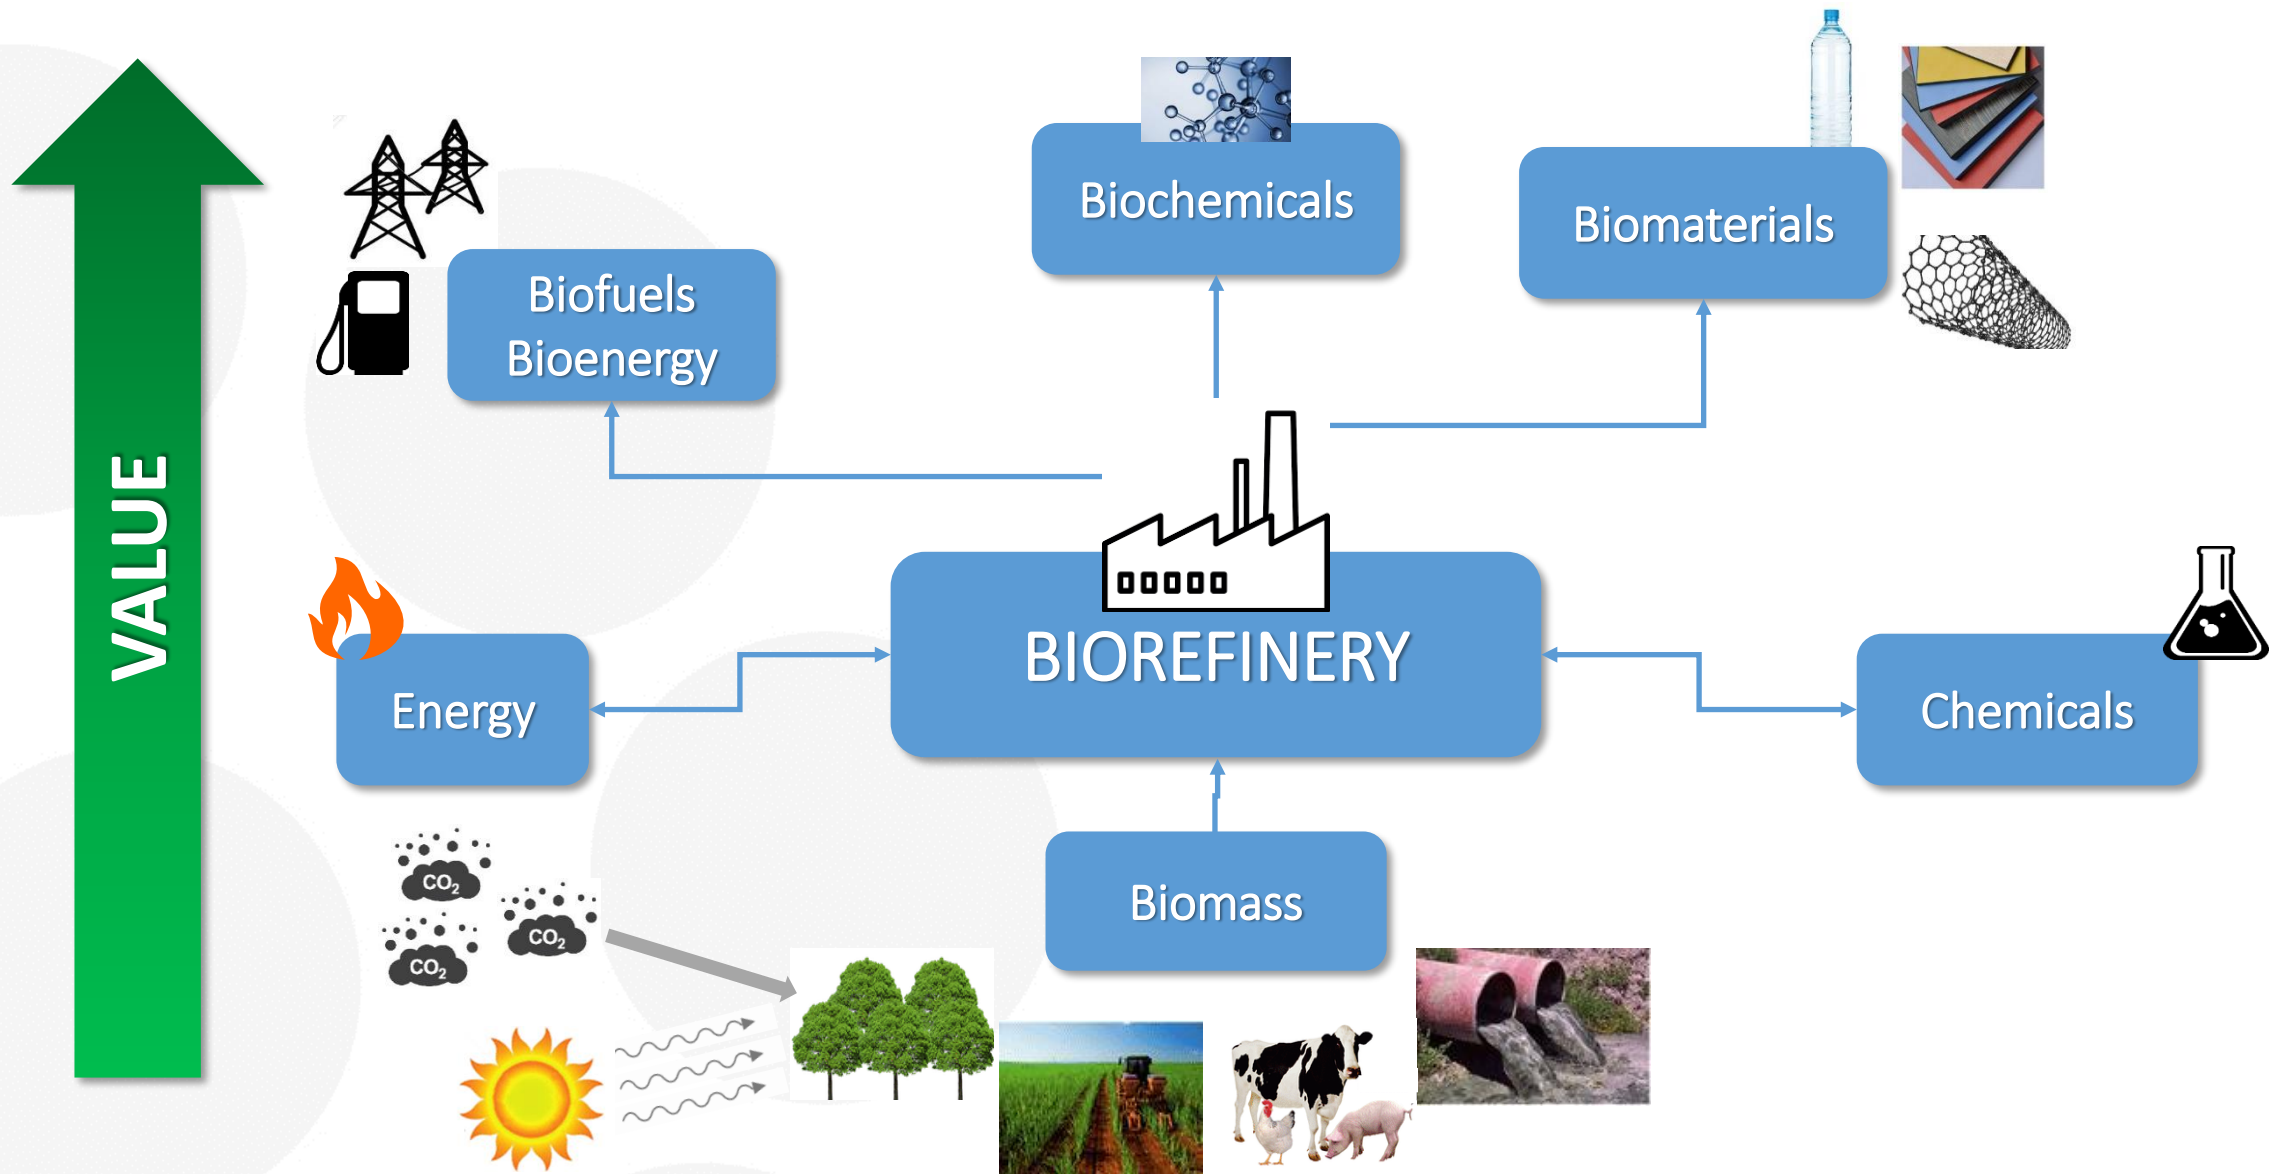 VALUE
Biochemicals
Biomaterials
Biofuels
Bioenergy
BIOREFINERY
Energy
Chemicals
Biomass
CO₂
CO₂
CO₂